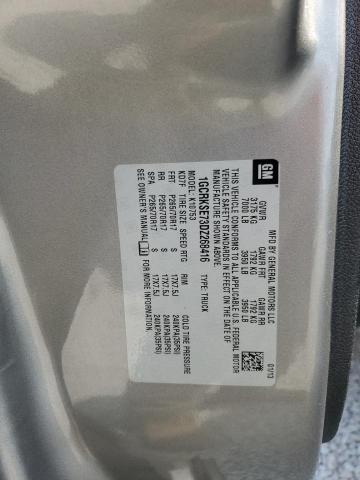 GM
MFD BY GENERAL MOTORS LLC 01/13
GVWR GAWR FRT GAWR RR
3175 KG 1792 KG 1792 KG
7000 LB 3950 LB 3950 LB
THIS VEHICLE CONFORMS TO ALL APPLICABLE U.S. FEDERAL MOTOR
VEHICLE SAFETY STANDARDS IN EFFECT ON THE DATE OF
MANUFACTURE SHOWN ABOVE.
1GCRKSE73DZ268416 TYPE: TRUCK
MODEL: K10753
KD7F TIRE SIZE SPEED RTG RIM COLD TIRE PRESSURE
FRT P265/70R17 S 17X7.5J 240KPA(35PSI)
RR P265/70R17 S 17X7.5J 240KPA(35PSI)
SPA P265/70R17 S 17X7.5J 240KPA(35PSI)
SEE OWNER'S MANUAL